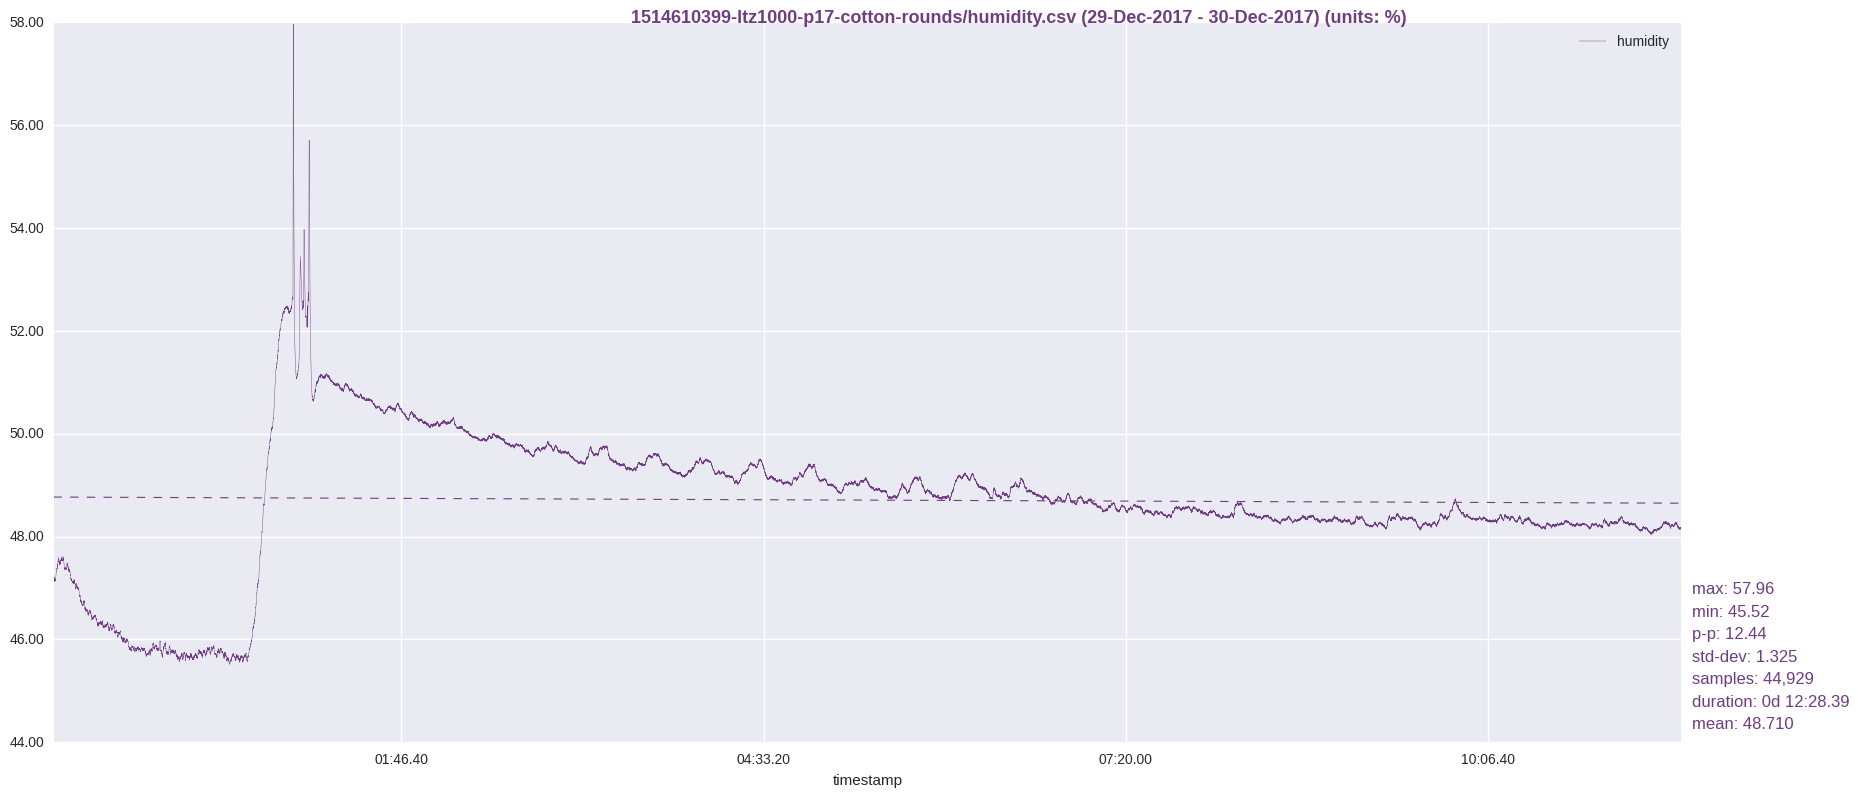 1514610399-ltz1000-p17-cotton-rounds/humidity.csv (29-Dec-2017 - 30-Dec-2017) (units: %)
humidity
58.00
56.00
54.00
52.00
50.00
48.00
46.00
44.00
01:46.40
04:33.20
07:20.00
10:06.40
timestamp
max: 57.96
min: 45.52
p-p: 12.44
std-dev: 1.325
samples: 44,929
duration: 0d 12:28.39
mean: 48.710